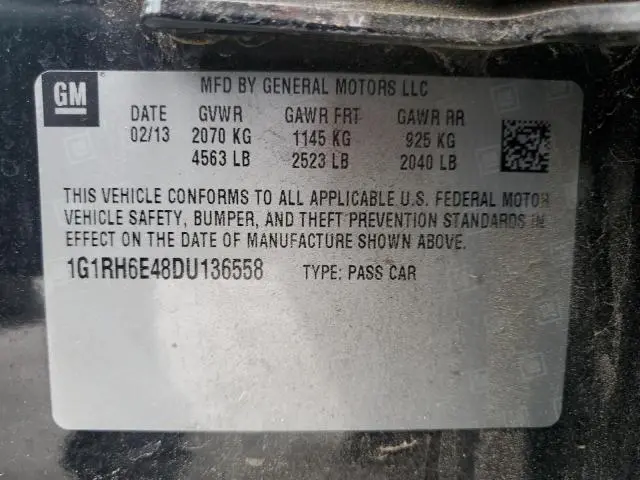 GM
MFD BY GENERAL MOTORS LLC
DATE GVWR GAWR FRT GAWR RR
02/13 2070 KG 1145 KG 925 KG
4563 LB 2523 LB 2040 LB
THIS VEHICLE CONFORMS TO ALL APPLICABLE U.S. FEDERAL MOTOR
VEHICLE SAFETY, BUMPER, AND THEFT PREVENTION STANDARDS IN
EFFECT ON THE DATE OF MANUFACTURE SHOWN ABOVE.
1G1RH6E48DU136558 TYPE: PASS CAR